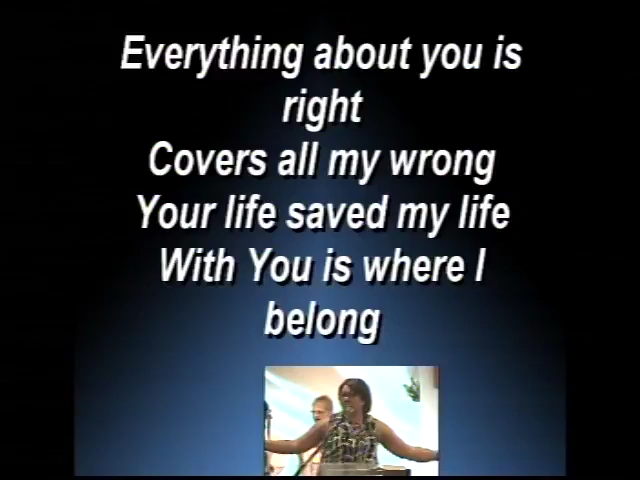 Everything about you is
right
Covers all my wrong
Your life saved my life
With You is where I
belong